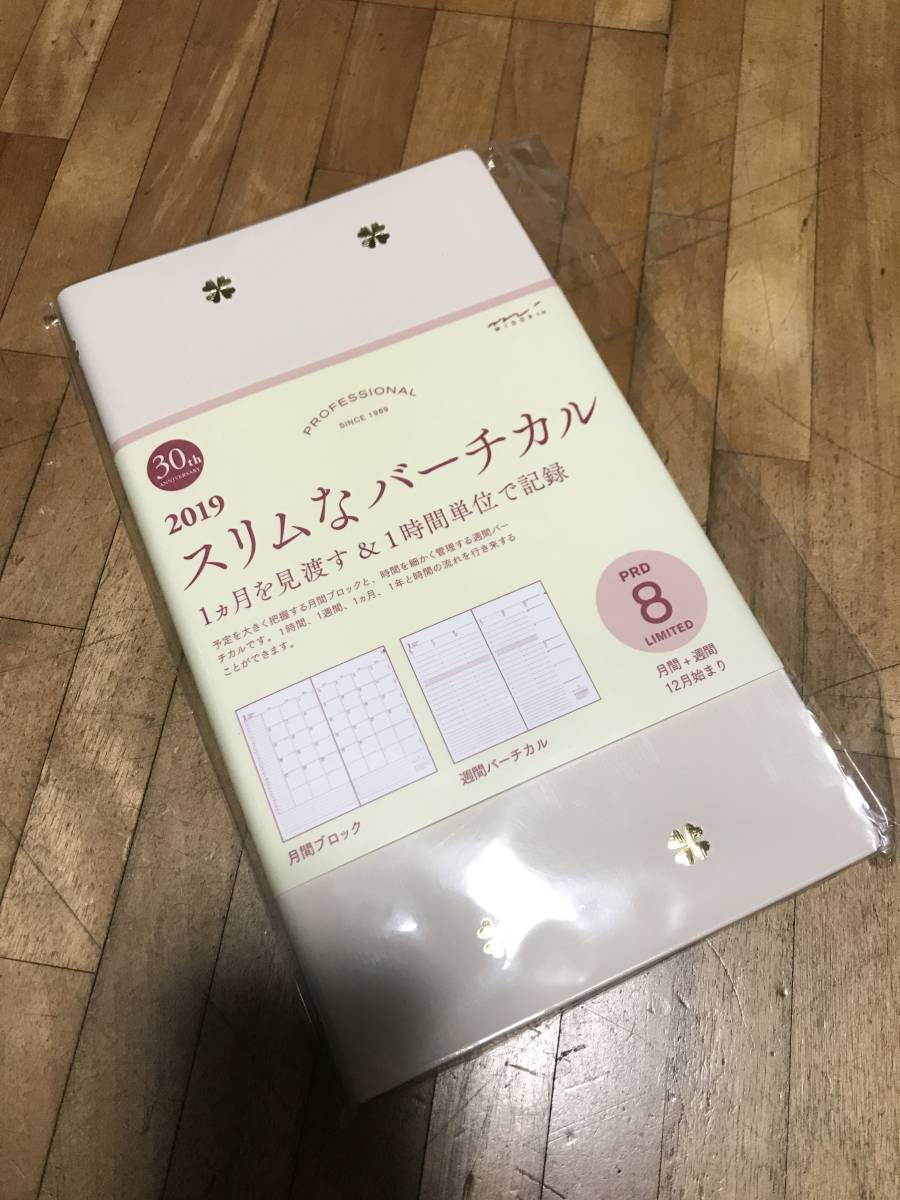 MIDORI
PROFESSIONAL
SINCE 1989
30th
ANNIVERSARY
2019
スリムなバーチカル
1ヵ月を見渡す&1時間単位で記録
予定を大きく把握する月間ブロックと、時間を細かく管理する週間バー
チカルです。1時間、1週間、1ヵ月、1年と時間の流れを行き来する
ことができます。
PRD
8
LIMITED
月間+週間
12月始まり
月間ブロック
週間バーチカル